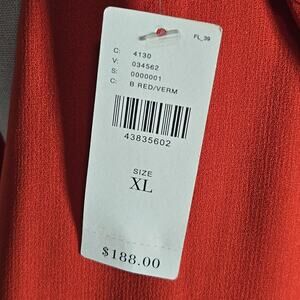 FL_39
C: 4130
V: 034562
S: 0000001
C: B RED/VERM
43835602
SIZE
XL
$188.00